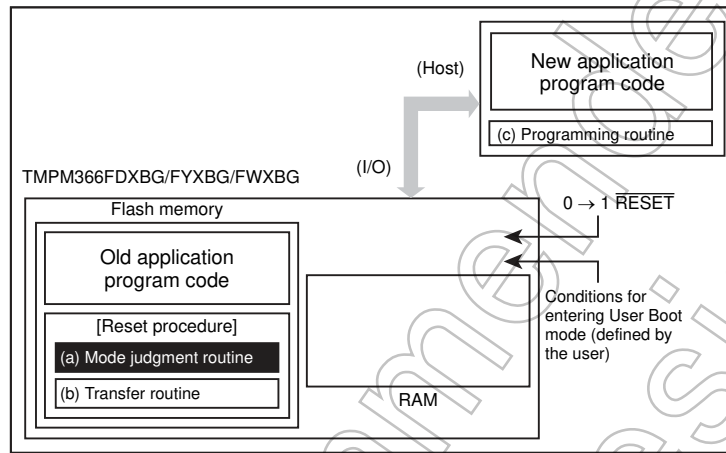 New application
program code
(c) Programming routine
(Host)
(I/O)
TMPM366FDXBG/FYXBG/FWXBG
Flash memory
Old application
program code
[Reset procedure]
(a) Mode judgment routine
(b) Transfer routine
RAM
0 → 1 RESET
Conditions for
entering User Boot
mode (defined by
the user)